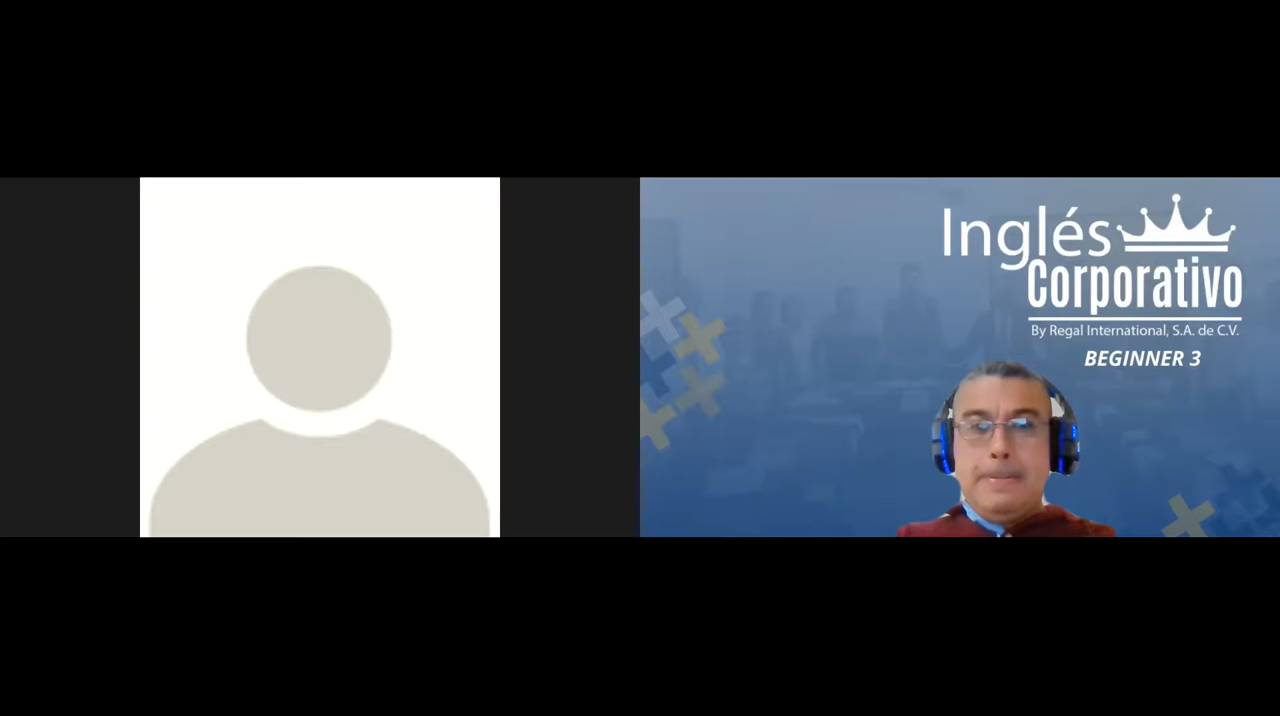 Inglés
Corporativo
By Regal International, S.A. de C.V.
BEGINNER 3